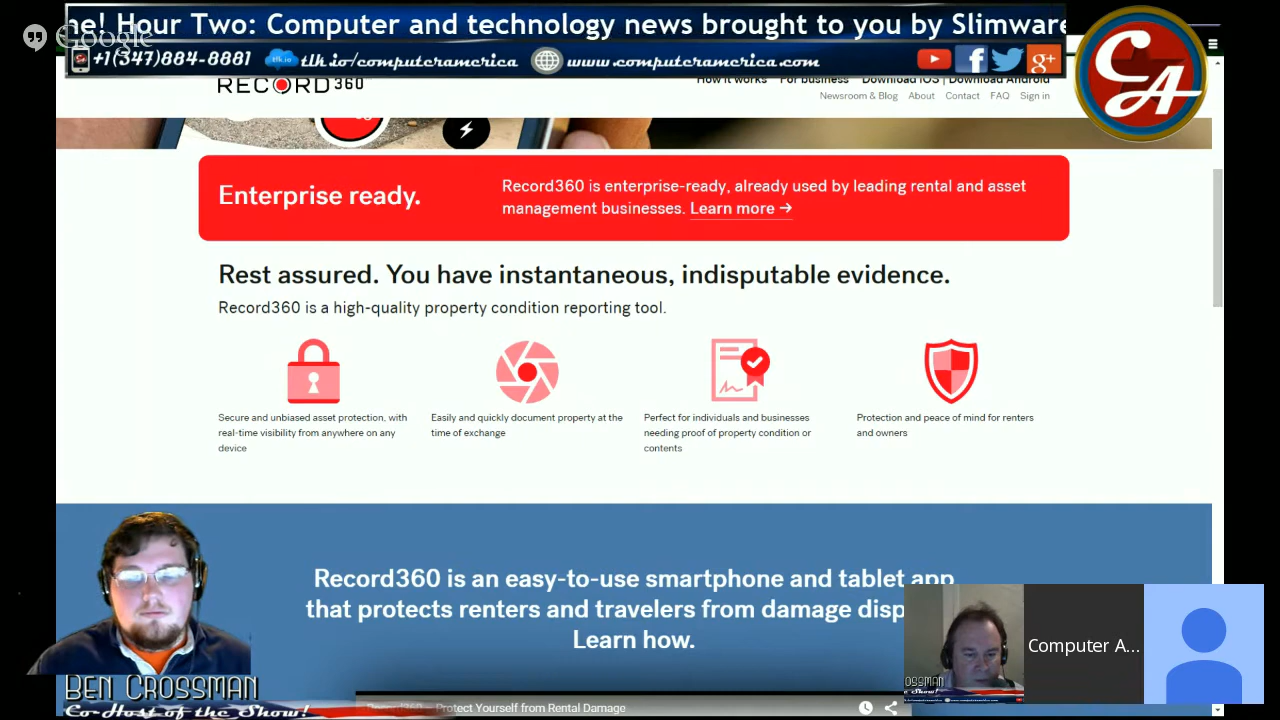 ne! Hour Two: Computer and technology news brought to you by Slimware
Google
+1(347)884-8881 tlk.io/computeramerica www.computeramerica.com
CA
RECORD360
How it works For business Download iOS | Download Android
Newsroom & Blog About Contact FAQ Sign in
Enterprise ready.
Record360 is enterprise-ready, already used by leading rental and asset
management businesses. Learn more →
Rest assured. You have instantaneous, indisputable evidence.
Record360 is a high-quality property condition reporting tool.
Secure and unbiased asset protection, with
real-time visibility from anywhere on any
device
Easily and quickly document property at the
time of exchange
Perfect for individuals and businesses
needing proof of property condition or
contents
Protection and peace of mind for renters
and owners
Record360 is an easy-to-use smartphone and tablet app
that protects renters and travelers from damage disp
Learn how.
Computer A...
BEN CROSSMAN
Co-Host of the Show!
Protect Yourself from Rental Damage